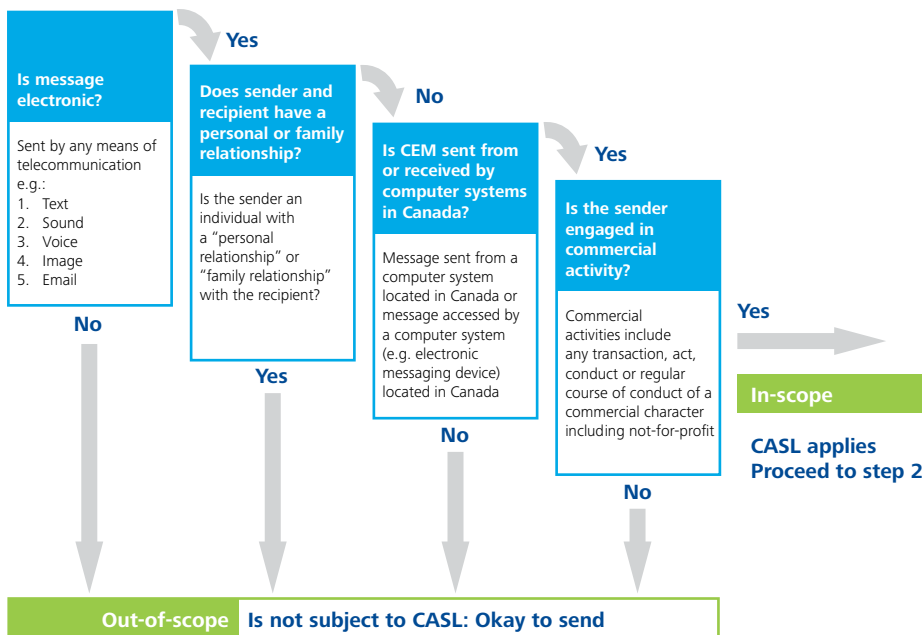 Is message
electronic?
Sent by any means of
telecommunication
e.g.:
1. Text
2. Sound
3. Voice
4. Image
5. Email
Yes
No
Does sender and
recipient have a
personal or family
relationship?
Is the sender an
individual with
a “personal
relationship” or
“family relationship”
with the recipient?
No
Yes
Is CEM sent from
or received by
computer systems
in Canada?
Message sent from a
computer system
located in Canada or
message accessed by
a computer system
(e.g. electronic
messaging device)
located in Canada
Yes
No
Is the sender
engaged in
commercial
activity?
Commercial
activities include
any transaction, act,
conduct or regular
course of conduct of a
commercial character
including not-for-profit
Yes
No
In-scope
CASL applies
Proceed to step 2
Out-of-scope Is not subject to CASL: Okay to send